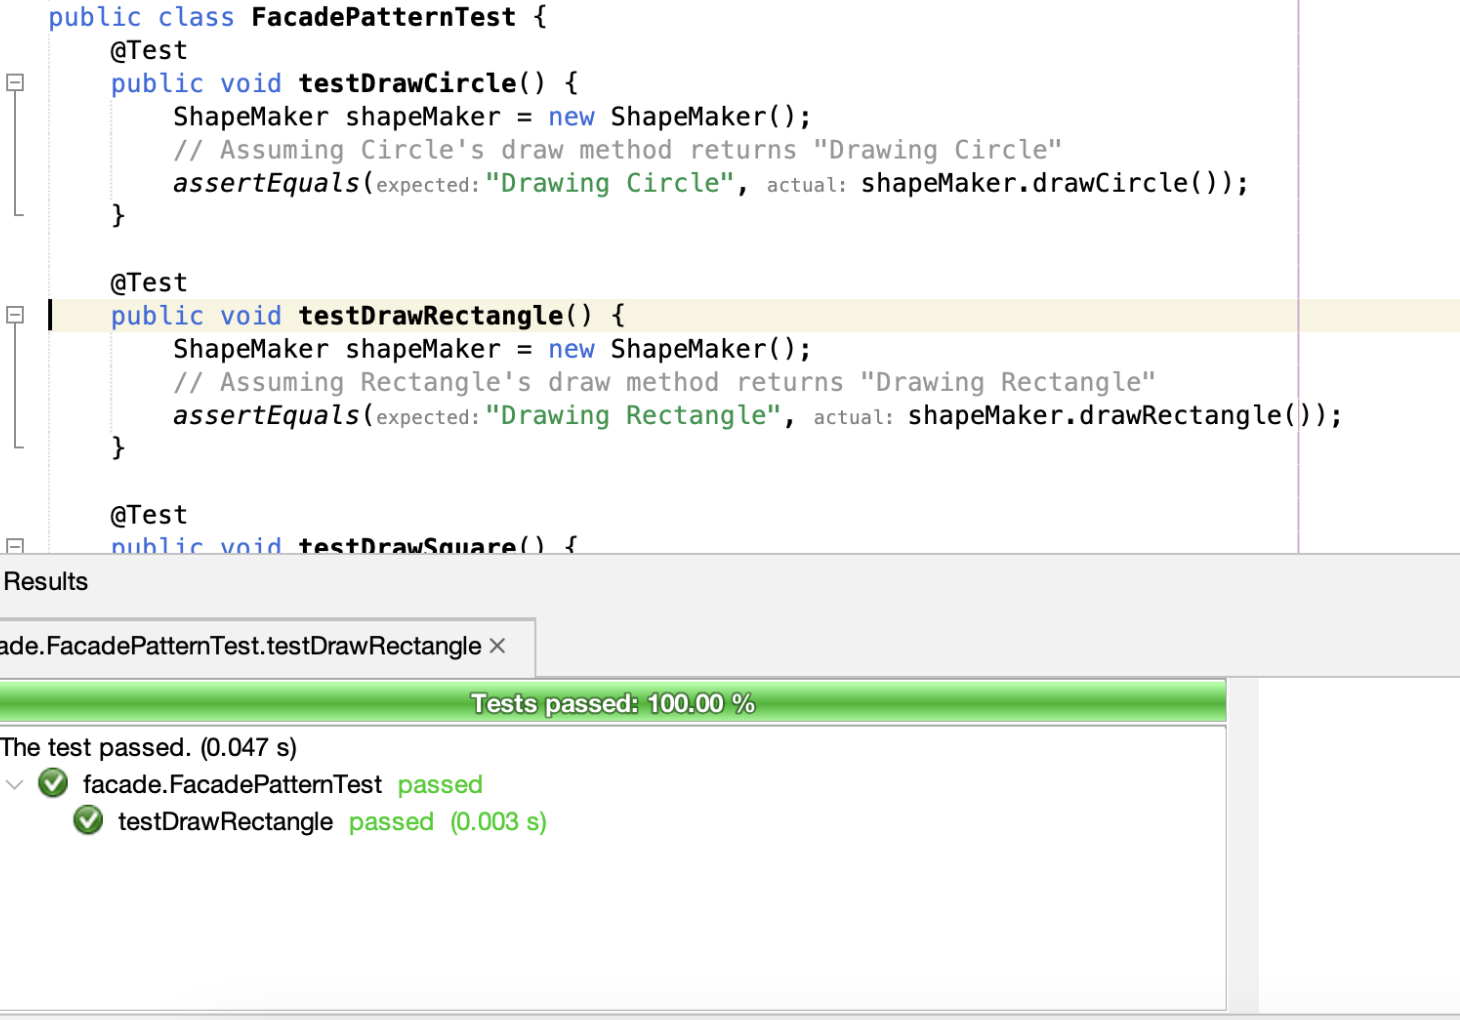 public class FacadePatternTest {
@Test
public void testDrawCircle() {
ShapeMaker shapeMaker = new ShapeMaker();
// Assuming Circle's draw method returns "Drawing Circle"
assertEquals(expected: "Drawing Circle", actual: shapeMaker.drawCircle());
}
@Test
public void testDrawRectangle() {
ShapeMaker shapeMaker = new ShapeMaker();
// Assuming Rectangle's draw method returns "Drawing Rectangle"
assertEquals(expected: "Drawing Rectangle", actual: shapeMaker.drawRectangle());
}
@Test
public void testDrawSquare() {
Results
ade.FacadePatternTest.testDrawRectangle ×
Tests passed: 100.00 %
The test passed. (0.047 s)
facade.FacadePatternTest passed
testDrawRectangle passed (0.003 s)